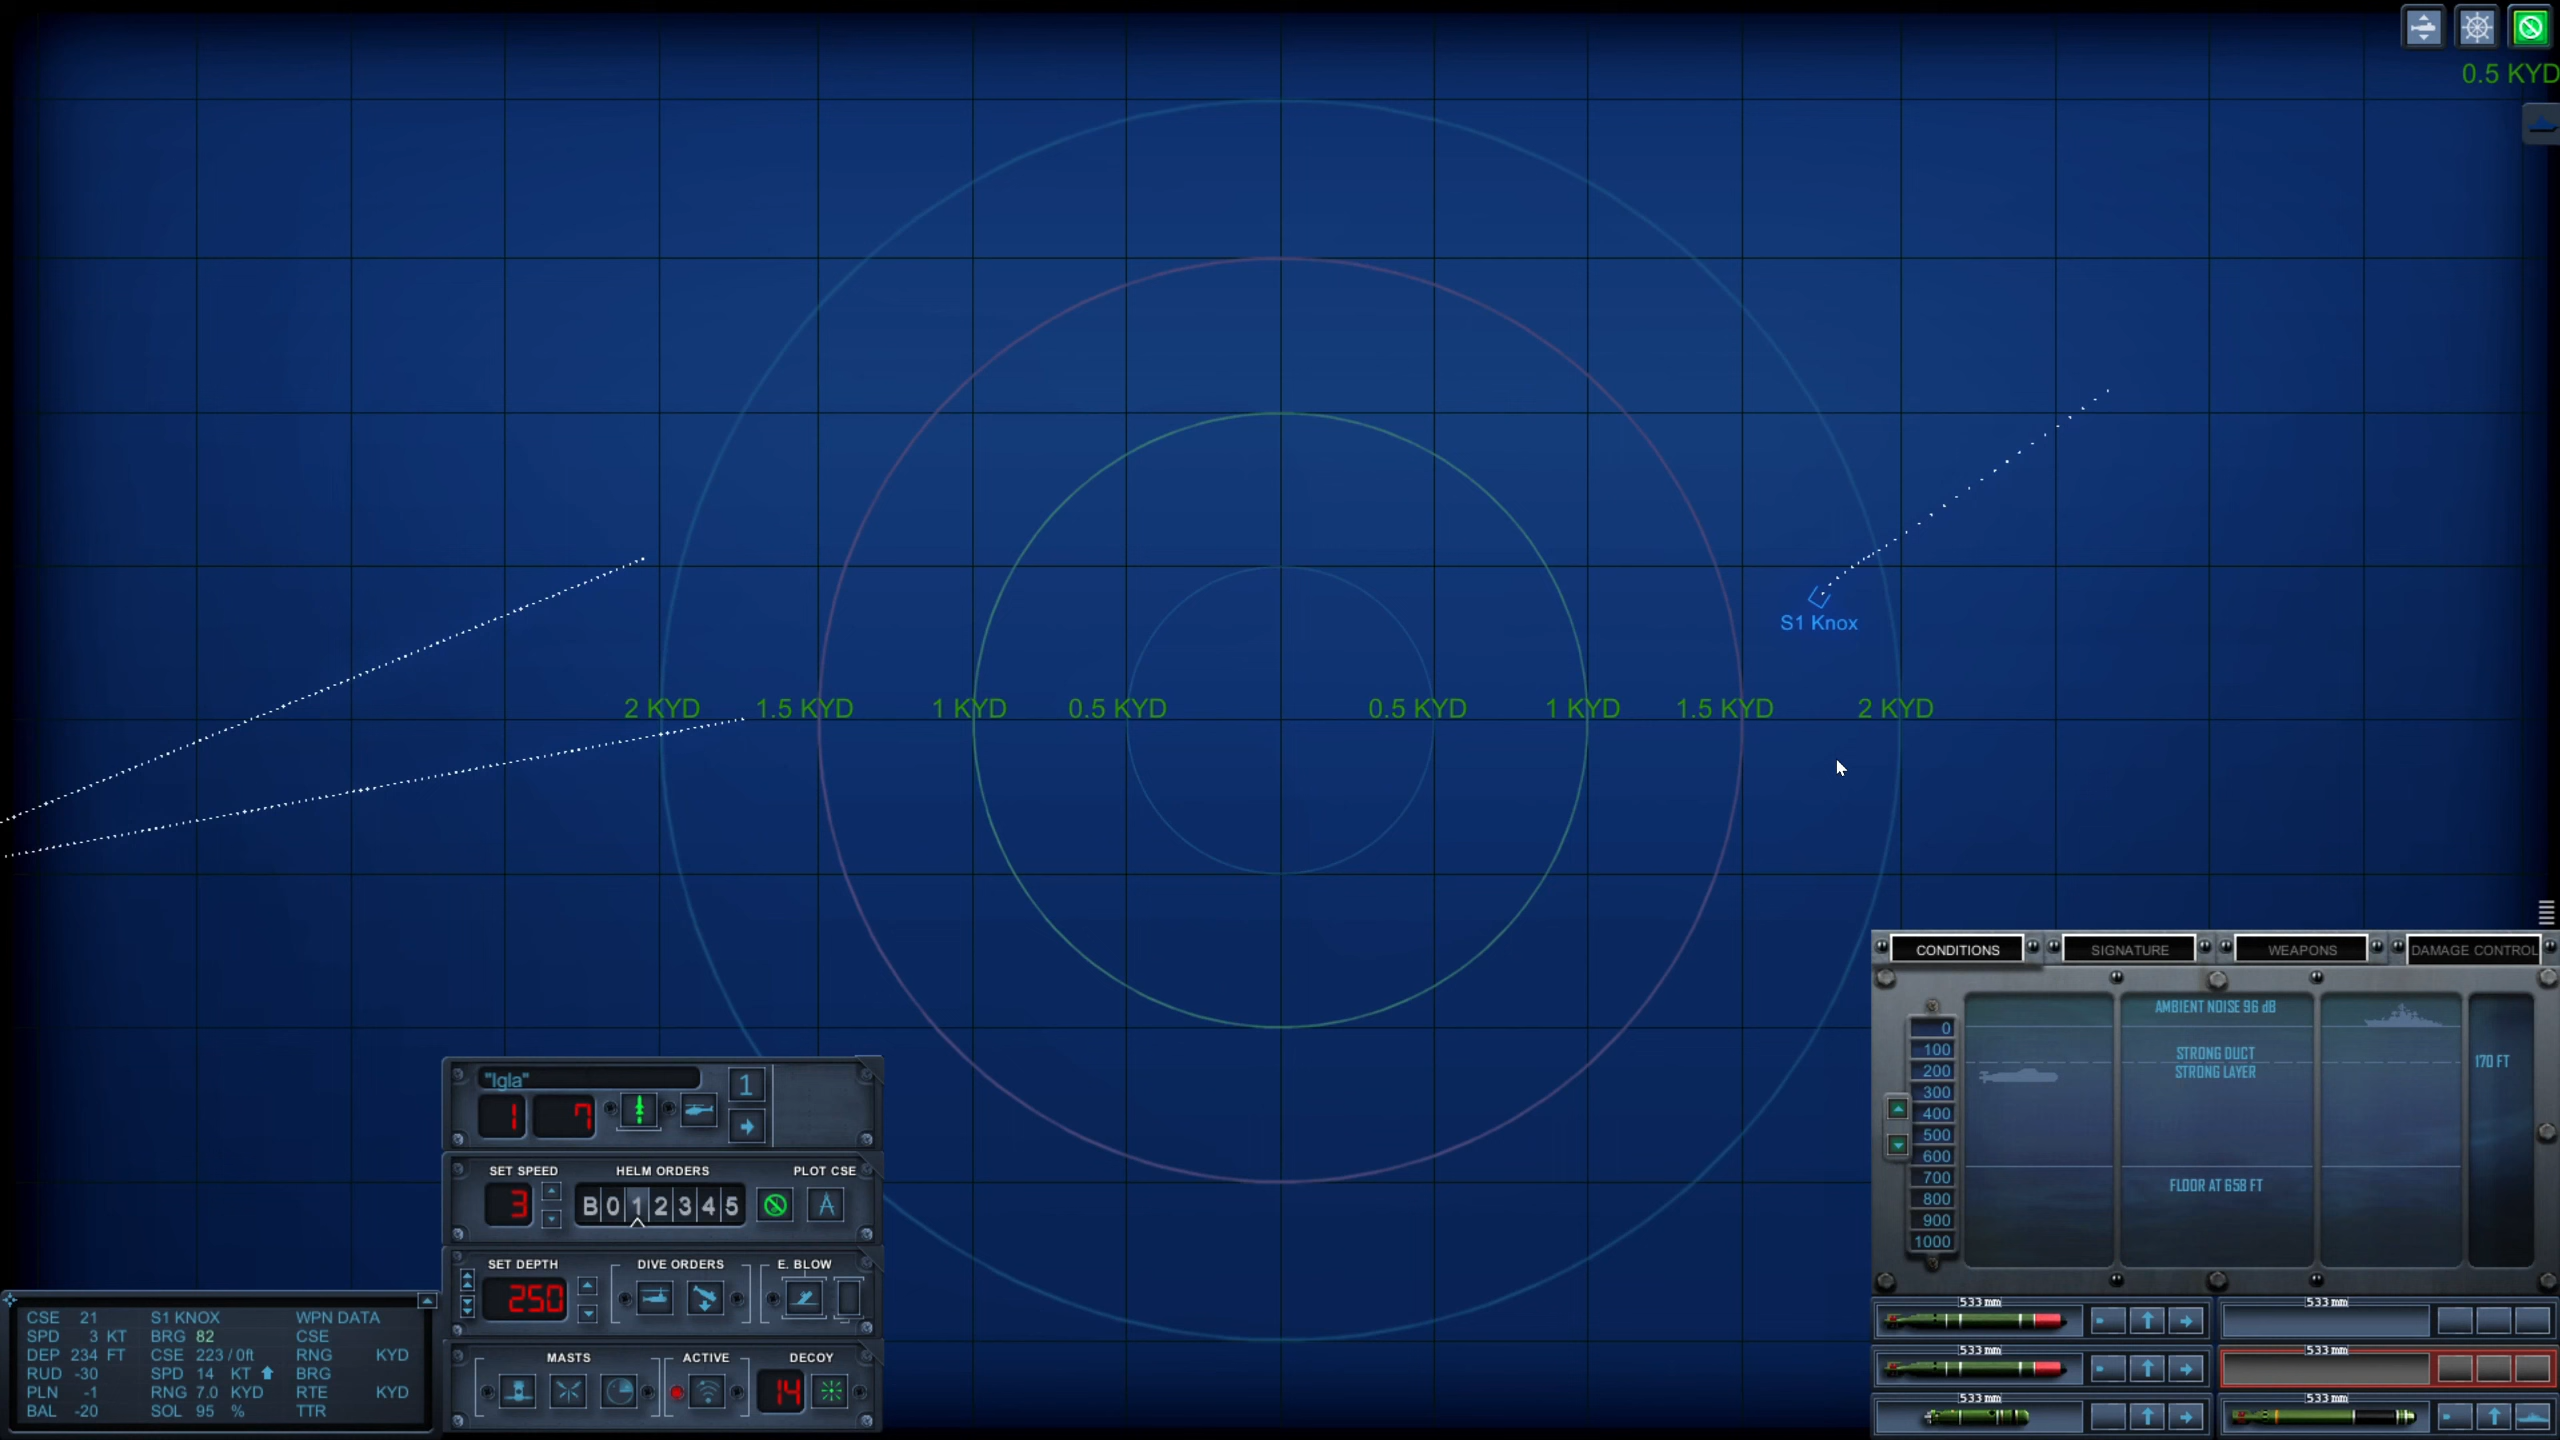 0.5 KYD
S1 Knox
2 KYD 1.5 KYD 1 KYD 0.5 KYD 0.5 KYD 1 KYD 1.5 KYD 2 KYD
CONDITIONS SIGNATURE WEAPONS DAMAGE CONTROL
AMBIENT NOISE 96 dB
0
100
200
300
400
500
600
700
800
900
1000
STRONG DUCT
STRONG LAYER
170 FT
FLOOR AT 658 FT
"Igla"
1 7 1
SET SPEED HELM ORDERS PLOT CSE
3 B 0 1 2 3 4 5
SET DEPTH DIVE ORDERS E. BLOW
250
MASTS ACTIVE DECOY
14
CSE 21 S1 KNOX WPN DATA
SPD 3 KT BRG 82 CSE
DEP 234 FT CSE 223 / 0ft RNG KYD
RUD -30 SPD 14 KT BRG
PLN -1 RNG 7.0 KYD RTE KYD
BAL -20 SOL 95 % TTR
533 mm 533 mm
533 mm 533 mm
533 mm 533 mm